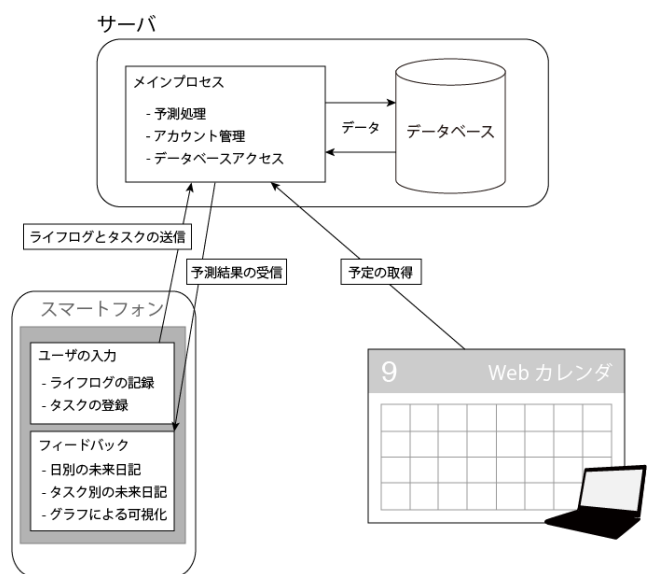 サーバ
メインプロセス
- 予測処理
- アカウント管理
- データベースアクセス
データ
データベース
ライフログとタスクの送信
予測結果の受信
予定の取得
スマートフォン
ユーザの入力
- ライフログの記録
- タスクの登録
フィードバック
- 日別の未来日記
- タスク別の未来日記
- グラフによる可視化
9 Web カレンダ